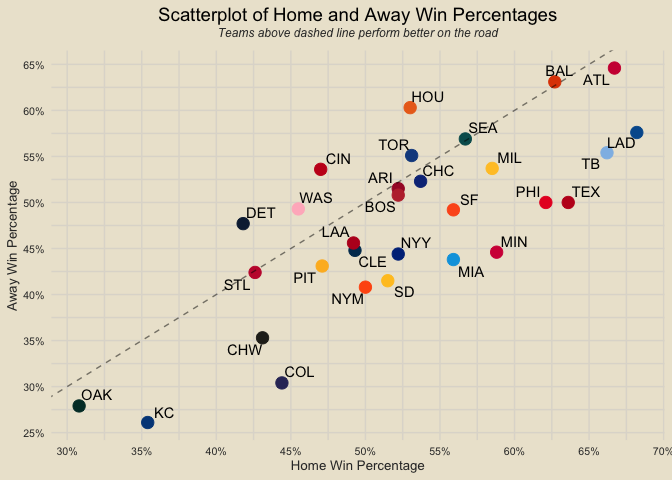 Scatterplot of Home and Away Win Percentages
Teams above dashed line perform better on the road
65%
60%
55%
50%
45%
40%
35%
30%
25%
Away Win Percentage
BAL
ATL
HOU
SEA
TOR
LAD
CIN
MIL
TB
ARI
CHC
WAS
BOS
SF
PHI
TEX
DET
LAA
NYY
MIN
CLE
MIA
STL
PIT
NYM
SD
CHW
COL
OAK
KC
30%
35%
40%
45%
50%
55%
60%
65%
70%
Home Win Percentage